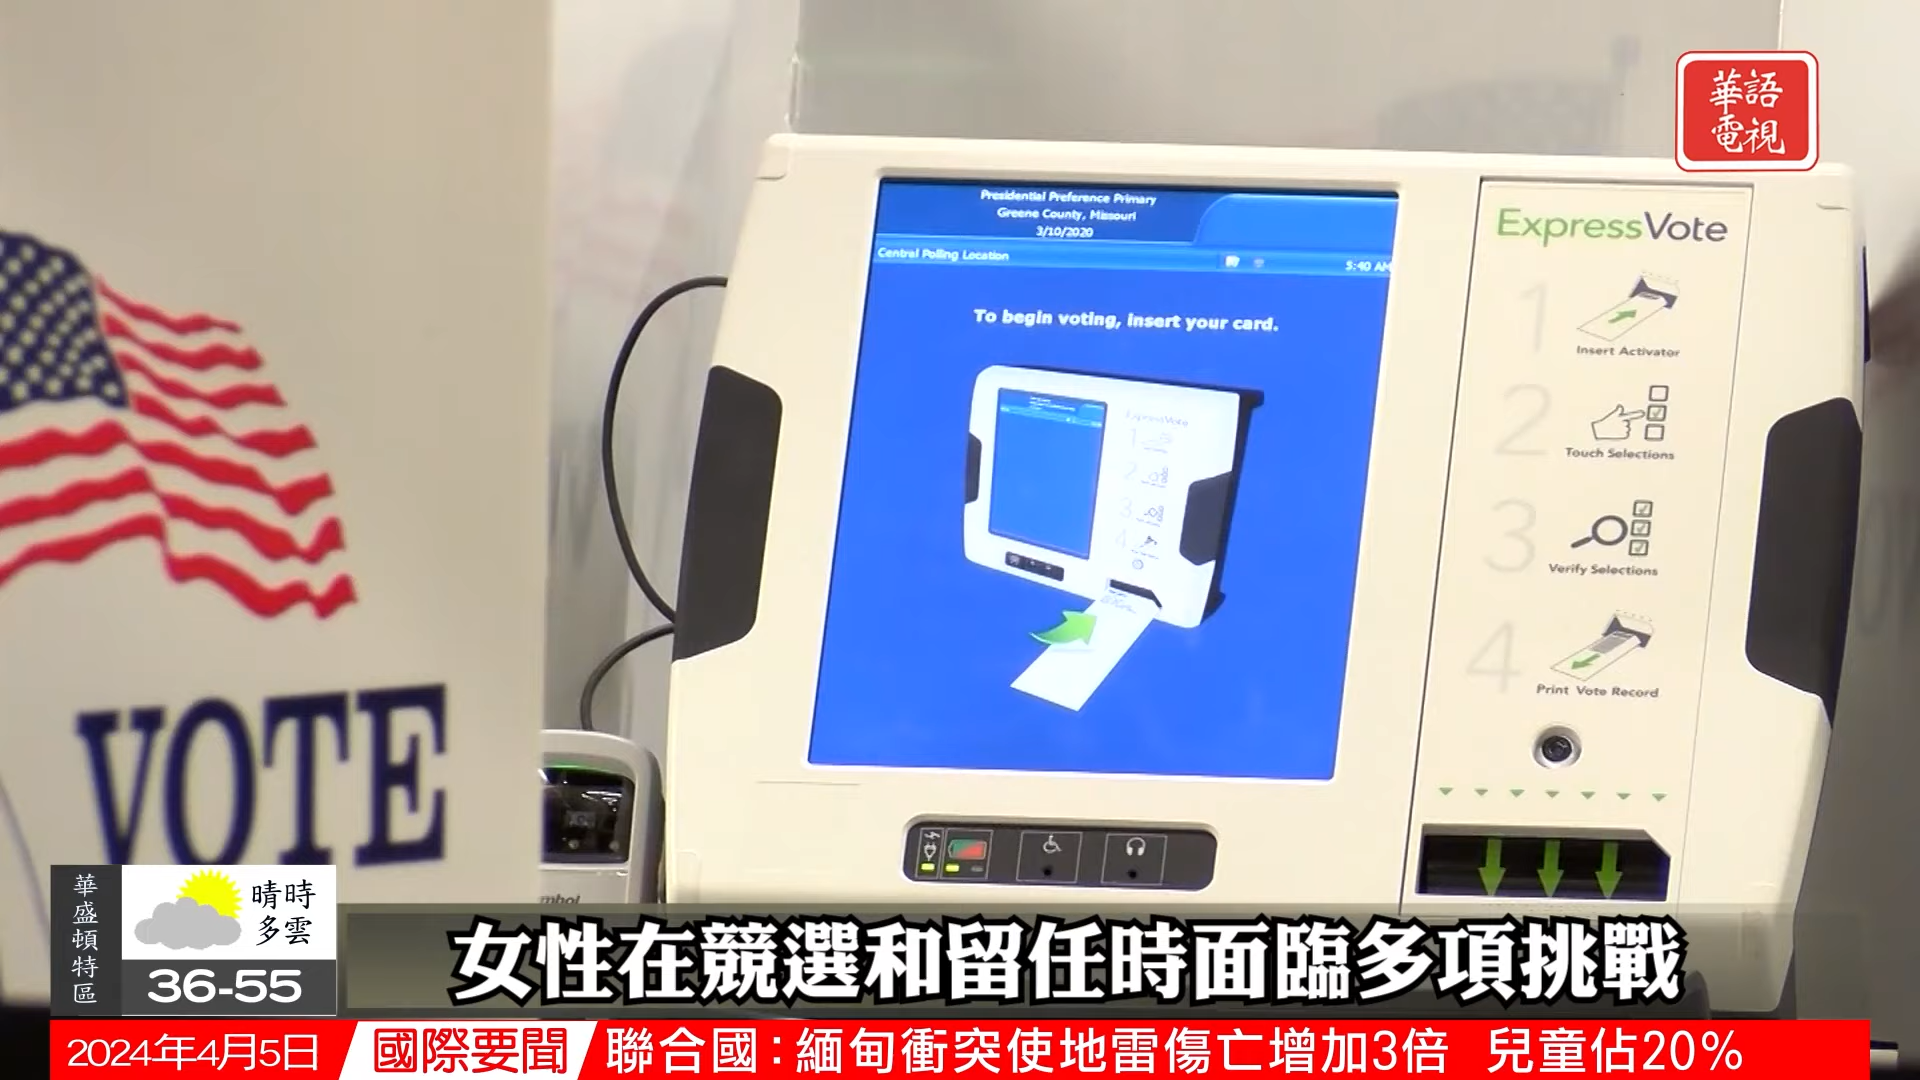 華語
電視
Presidential Preference Primary
Greene County, Missouri
3/10/2020
Central Polling Location
5:40 AM
To begin voting, insert your card.
ExpressVote
1
2
3
4
ExpressVote
1
Insert Activator
2
Touch Selections
3
Verify Selections
4
Print Vote Record
VOTE
華盛頓特區
晴時
多雲
36-55
女性在競選和留任時面臨多項挑戰
2024年4月5日
國際要聞
聯合國：緬甸衝突使地雷傷亡增加3倍 兒童佔20%